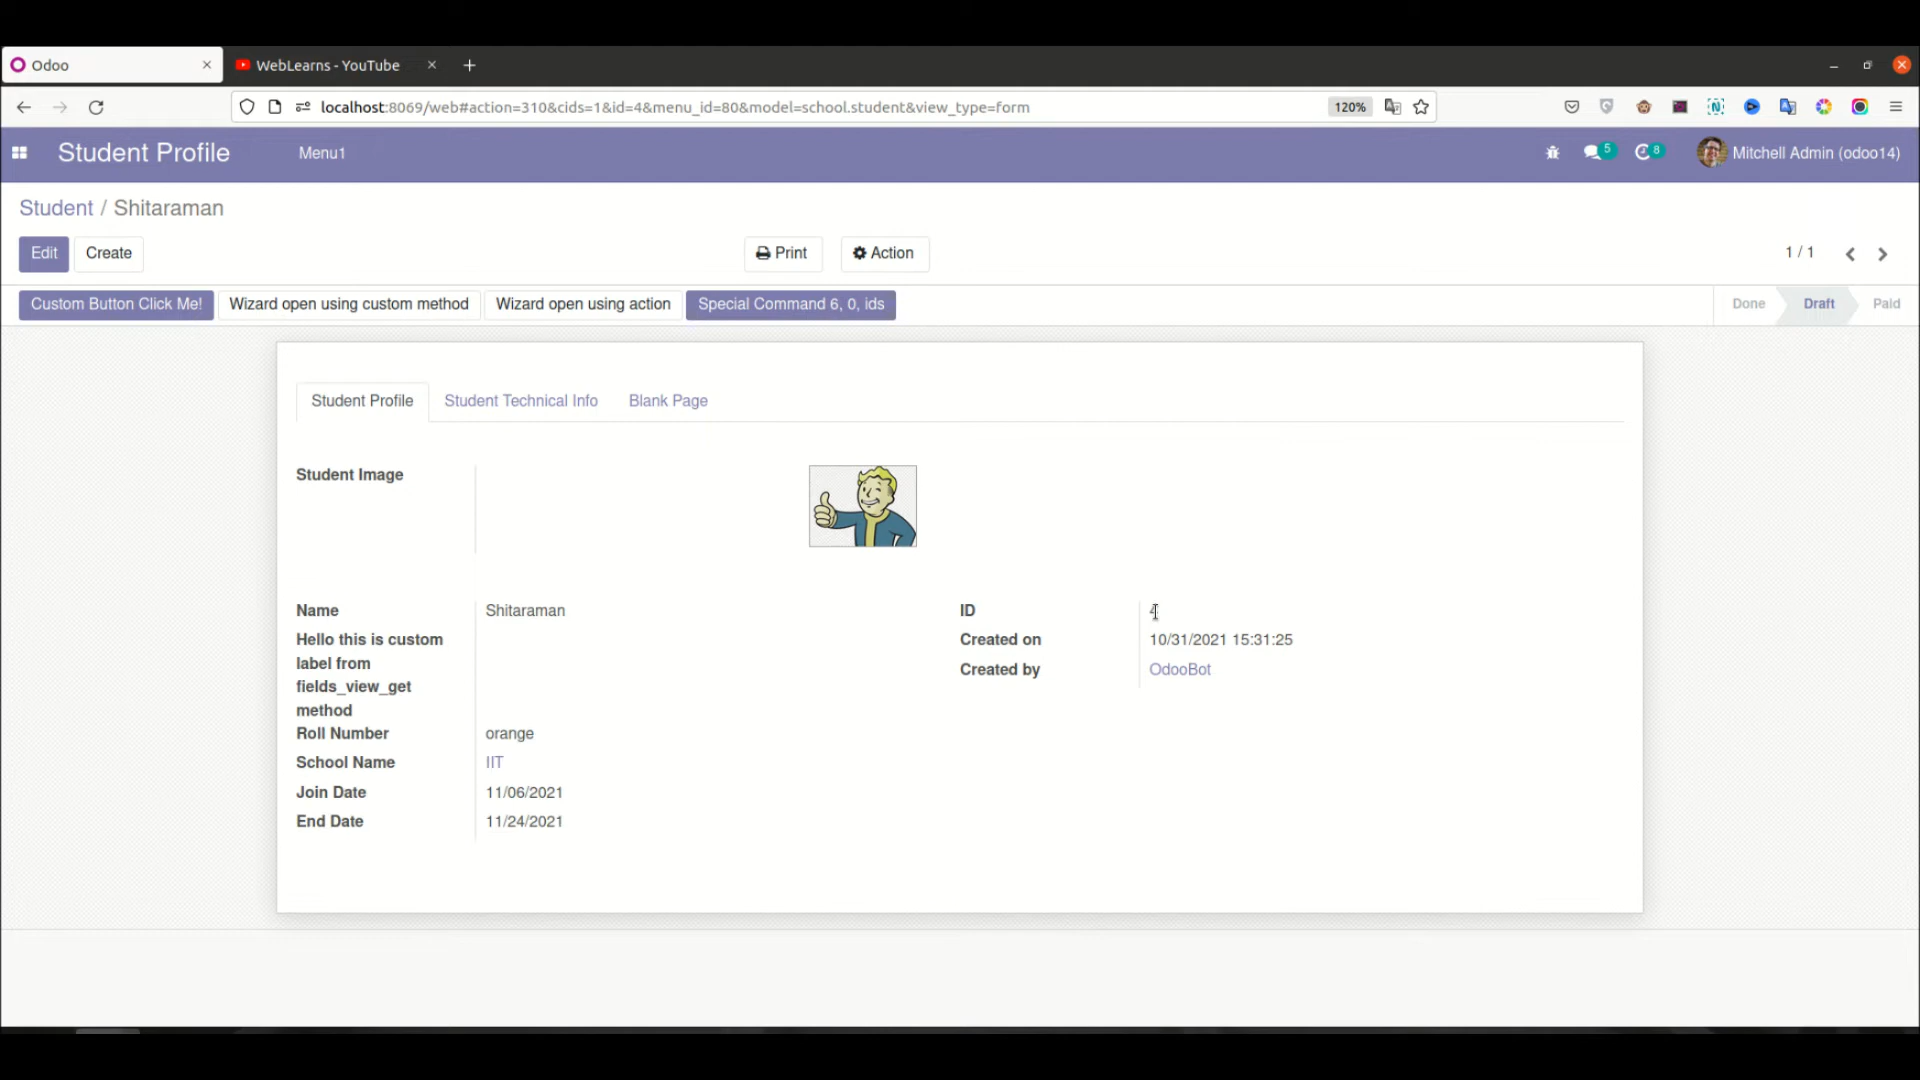 Odoo
WebLearns - YouTube
localhost:8069/web#action=310&cids=1&id=4&menu_id=80&model=school.student&view_type=form
120%
Student Profile
Menu1
5
8
Mitchell Admin (odoo14)
Student / Shitaraman
Edit
Create
Print
Action
1 / 1
Custom Button Click Me!
Wizard open using custom method
Wizard open using action
Special Command 6, 0, ids
Done
Draft
Paid
Student Profile
Student Technical Info
Blank Page
Student Image
Name
Shitaraman
Hello this is custom
label from
fields_view_get
method
Roll Number
orange
School Name
IIT
Join Date
11/06/2021
End Date
11/24/2021
ID
Created on
10/31/2021 15:31:25
Created by
OdooBot